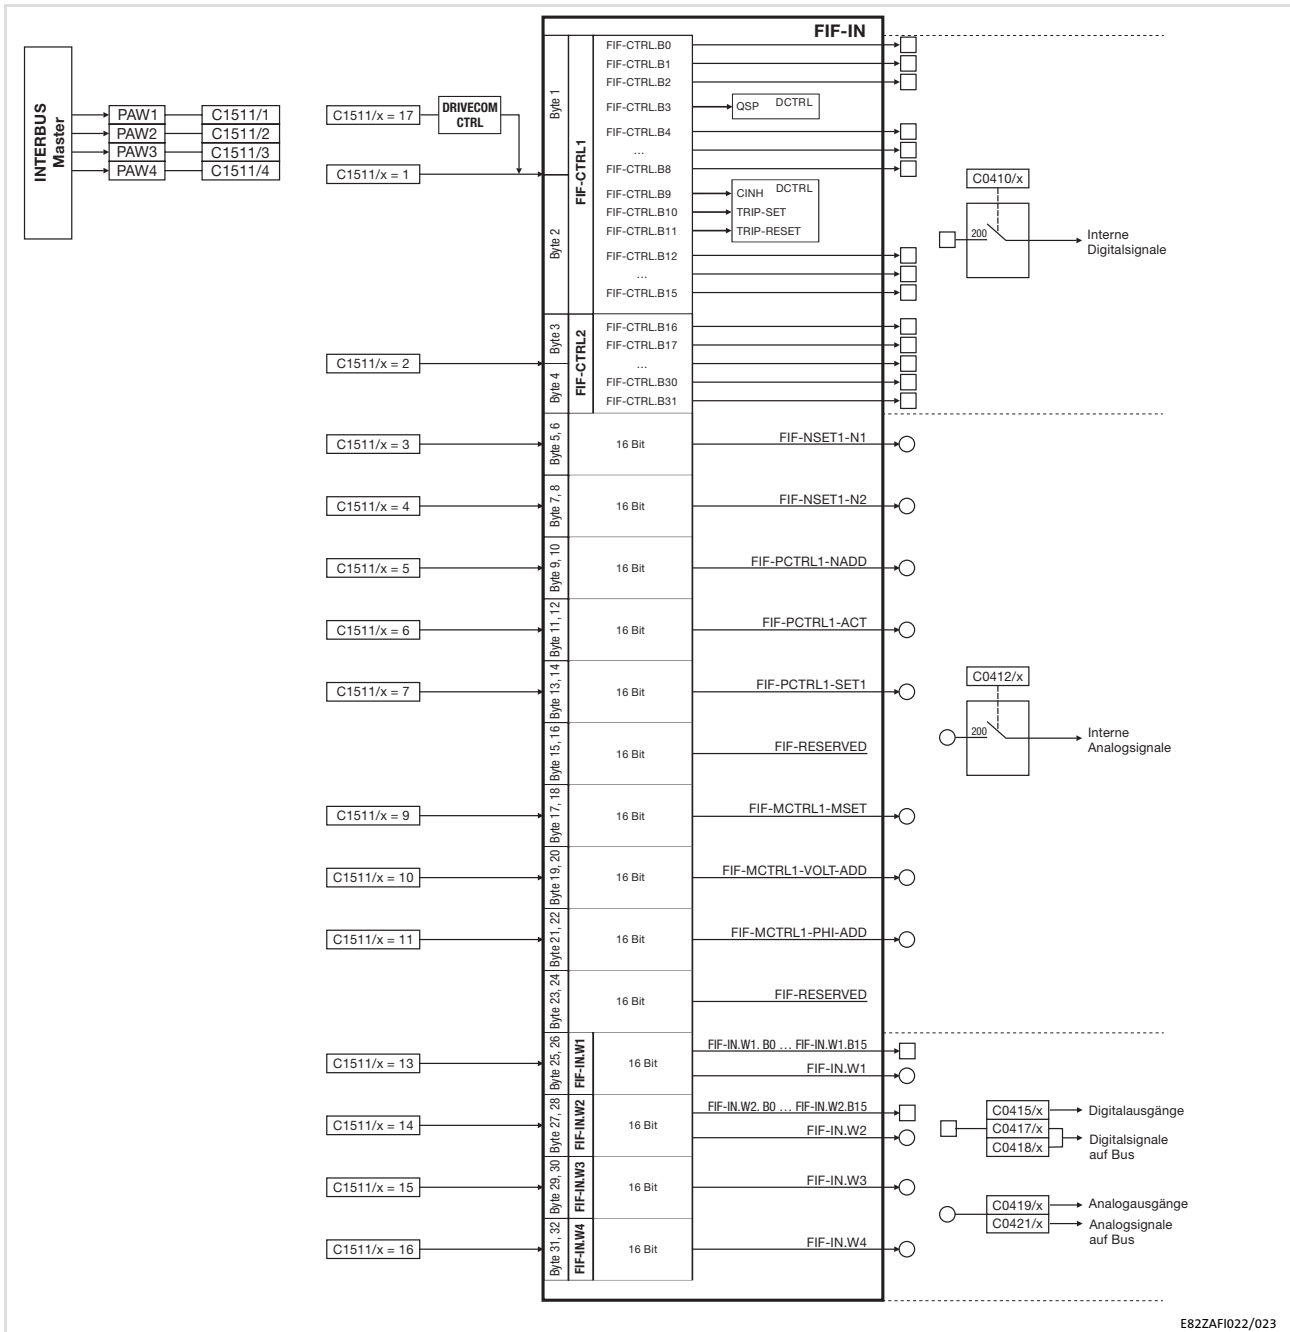 FIF-IN
INTERBUS
Master
PAW1 C1511/1
PAW2 C1511/2
PAW3 C1511/3
PAW4 C1511/4
C1511/x = 17
DRIVECOM
CTRL
C1511/x = 1
Byte 1
Byte 2
FIF-CTRL1
FIF-CTRL.B0
FIF-CTRL.B1
FIF-CTRL.B2
FIF-CTRL.B3
QSP DCTRL
FIF-CTRL.B4
...
FIF-CTRL.B8
FIF-CTRL.B9
CINH DCTRL
FIF-CTRL.B10
TRIP-SET
FIF-CTRL.B11
TRIP-RESET
FIF-CTRL.B12
...
FIF-CTRL.B15
C0410/x
200
Interne
Digitalsignale
C1511/x = 2
Byte 3
Byte 4
FIF-CTRL2
FIF-CTRL.B16
FIF-CTRL.B17
...
FIF-CTRL.B30
FIF-CTRL.B31
C1511/x = 3
Byte 5, 6
16 Bit
FIF-NSET1-N1
C1511/x = 4
Byte 7, 8
16 Bit
FIF-NSET1-N2
C1511/x = 5
Byte 9, 10
16 Bit
FIF-PCTRL1-NADD
C1511/x = 6
Byte 11, 12
16 Bit
FIF-PCTRL1-ACT
C1511/x = 7
Byte 13, 14
16 Bit
FIF-PCTRL1-SET1
C0412/x
200
Interne
Analogsignale
Byte 15, 16
16 Bit
FIF-RESERVED
C1511/x = 9
Byte 17, 18
16 Bit
FIF-MCTRL1-MSET
C1511/x = 10
Byte 19, 20
16 Bit
FIF-MCTRL1-VOLT-ADD
C1511/x = 11
Byte 21, 22
16 Bit
FIF-MCTRL1-PHI-ADD
Byte 23, 24
16 Bit
FIF-RESERVED
C1511/x = 13
Byte 25, 26
FIF-IN.W1
16 Bit
FIF-IN.W1. B0 ... FIF-IN.W1.B15
FIF-IN.W1
C1511/x = 14
Byte 27, 28
FIF-IN.W2
16 Bit
FIF-IN.W2. B0 ... FIF-IN.W2.B15
FIF-IN.W2
C0415/x
Digitalausgänge
C0417/x
C0418/x
Digitalsignale
auf Bus
C1511/x = 15
Byte 29, 30
FIF-IN.W3
16 Bit
FIF-IN.W3
C0419/x
Analogausgänge
C0421/x
Analogsignale
auf Bus
C1511/x = 16
Byte 31, 32
FIF-IN.W4
16 Bit
FIF-IN.W4
E82ZAFI022/023